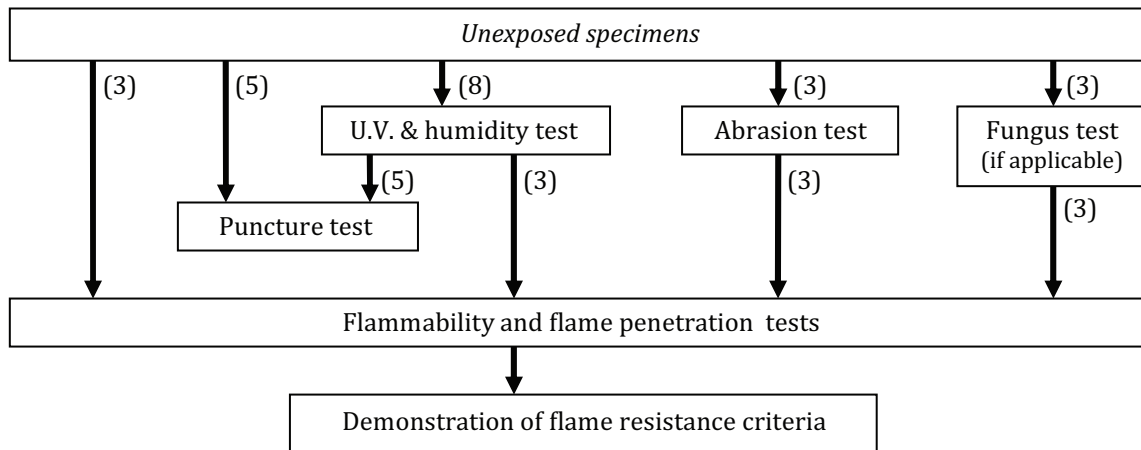 Unexposed specimens
(3)
(5)
(8)
(3)
(3)
U.V. & humidity test
Abrasion test
Fungus test
(if applicable)
(5)
(3)
(3)
(3)
Puncture test
Flammability and flame penetration tests
Demonstration of flame resistance criteria